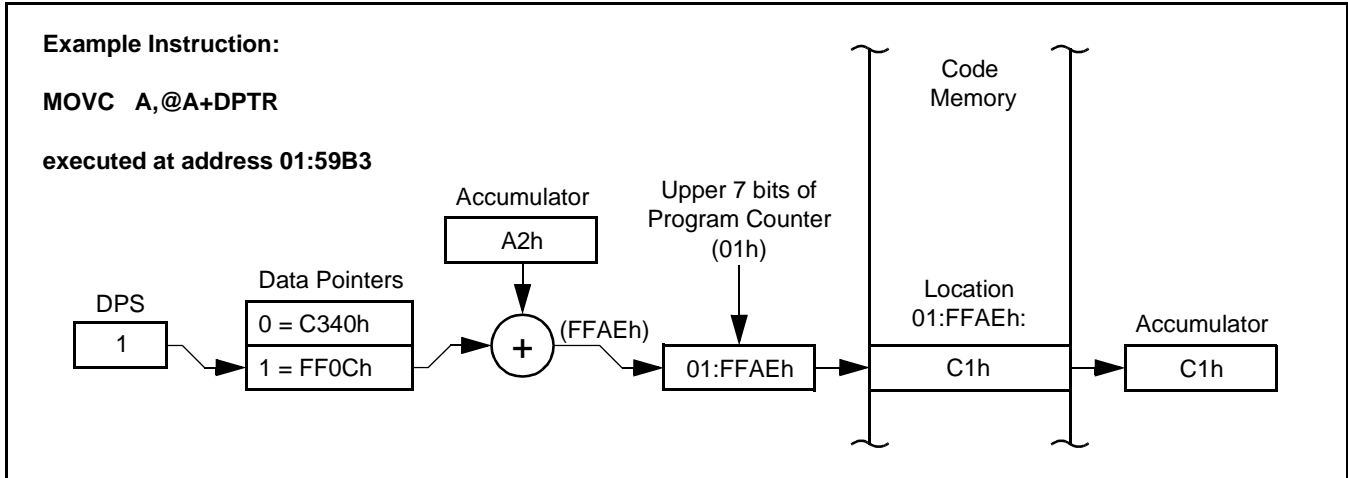 Example Instruction:
MOVC A,@A+DPTR
executed at address 01:59B3
Code
Memory
Accumulator
A2h
Upper 7 bits of
Program Counter
(01h)
DPS
1
Data Pointers
0 = C340h
1 = FF0Ch
+
(FFAEh)
01:FFAEh
Location
01:FFAEh:
C1h
Accumulator
C1h